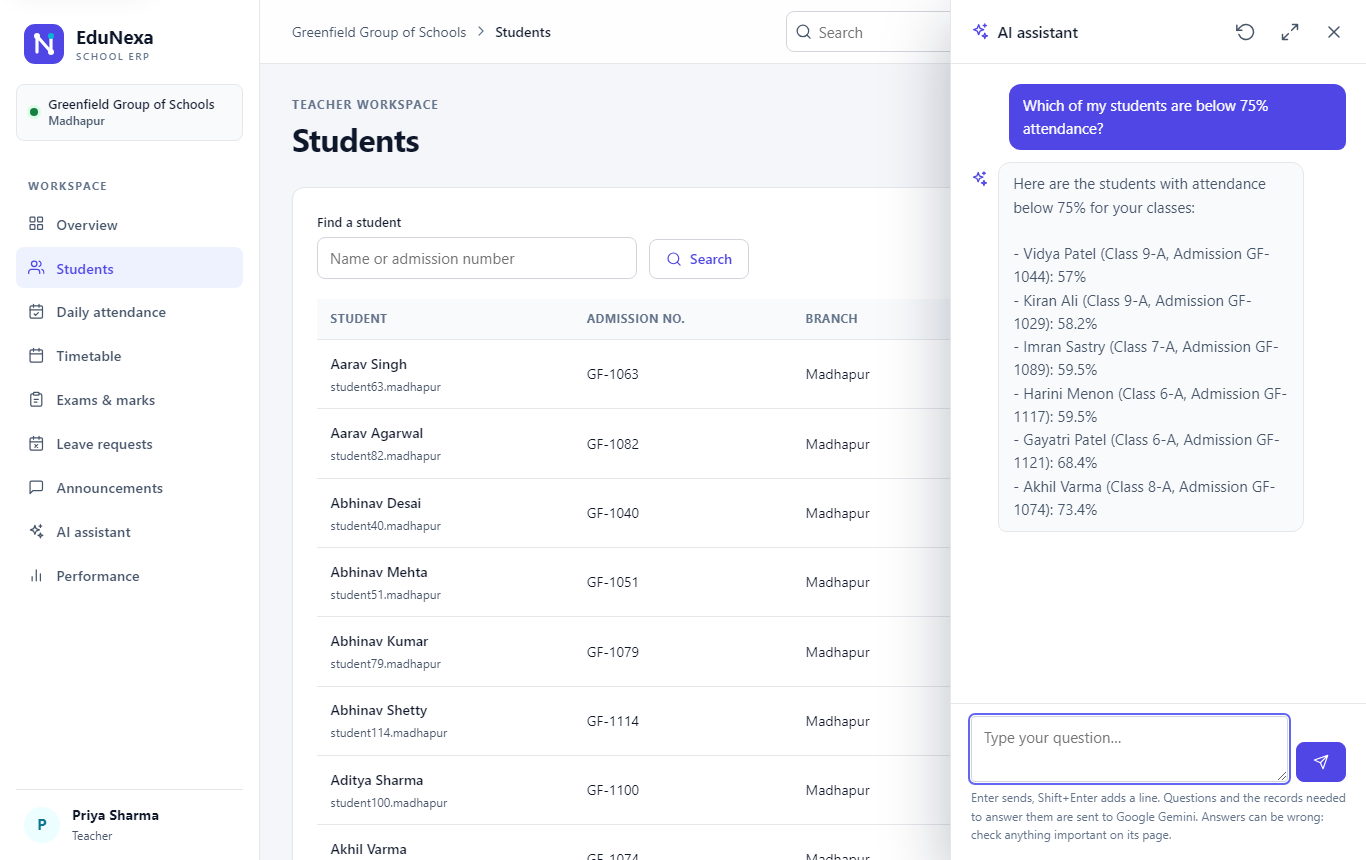 EduNexa
SCHOOL ERP
Greenfield Group of Schools
Madhapur
WORKSPACE
Overview
Students
Daily attendance
Timetable
Exams & marks
Leave requests
Announcements
AI assistant
Performance
Priya Sharma
P
Teacher
Greenfield Group of Schools > Students
Search
TEACHER WORKSPACE
Students
Find a student
Name or admission number
Search
STUDENT ADMISSION NO. BRANCH
Aarav Singh
student63.madhapur
GF-1063 Madhapur
Aarav Agarwal
student82.madhapur
GF-1082 Madhapur
Abhinav Desai
student40.madhapur
GF-1040 Madhapur
Abhinav Mehta
student51.madhapur
GF-1051 Madhapur
Abhinav Kumar
student79.madhapur
GF-1079 Madhapur
Abhinav Shetty
student114.madhapur
GF-1114 Madhapur
Aditya Sharma
student100.madhapur
GF-1100 Madhapur
Akhil Varma
GF-1074 Madhapur
AI assistant
Which of my students are below 75%
attendance?
Here are the students with attendance
below 75% for your classes:
- Vidya Patel (Class 9-A, Admission GF-
1044): 57%
- Kiran Ali (Class 9-A, Admission GF-
1029): 58.2%
- Imran Sastry (Class 7-A, Admission GF-
1089): 59.5%
- Harini Menon (Class 6-A, Admission GF-
1117): 59.5%
- Gayatri Patel (Class 6-A, Admission GF-
1121): 68.4%
- Akhil Varma (Class 8-A, Admission GF-
1074): 73.4%
Type your question...
Enter sends, Shift+Enter adds a line. Questions and the records needed
to answer them are sent to Google Gemini. Answers can be wrong:
check anything important on its page.